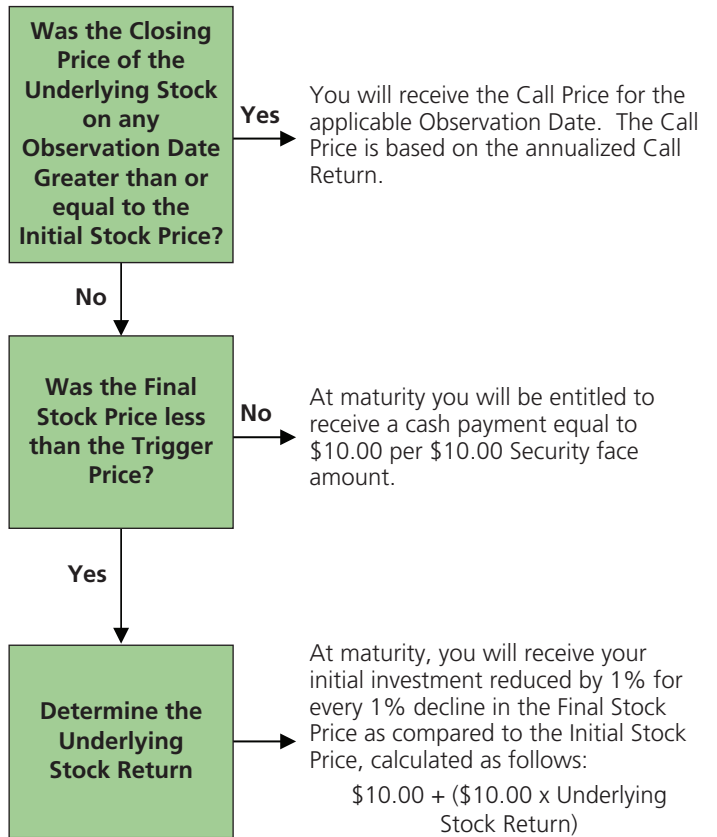 Was the Closing
Price of the
Underlying Stock
on any
Observation Date
Greater than or
equal to the
Initial Stock Price?
Yes
You will receive the Call Price for the
applicable Observation Date.  The Call
Price is based on the annualized Call
Return.
No
Was the Final
Stock Price less
than the Trigger
Price?
No
At maturity you will be entitled to
receive a cash payment equal to
$10.00 per $10.00 Security face
amount.
Yes
Determine the
Underlying
Stock Return
At maturity, you will receive your
initial investment reduced by 1% for
every 1% decline in the Final Stock
Price as compared to the Initial Stock
Price, calculated as follows:
$10.00 + ($10.00 x Underlying
Stock Return)